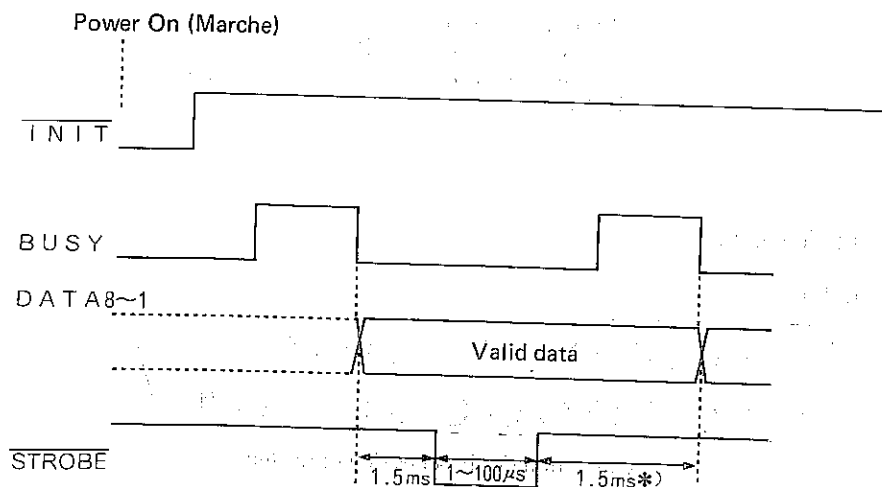 Power On (Marche)
INIT
BUSY
DATA8~1
Valid data
STROBE
1.5ms
1~100μs
1.5ms*)